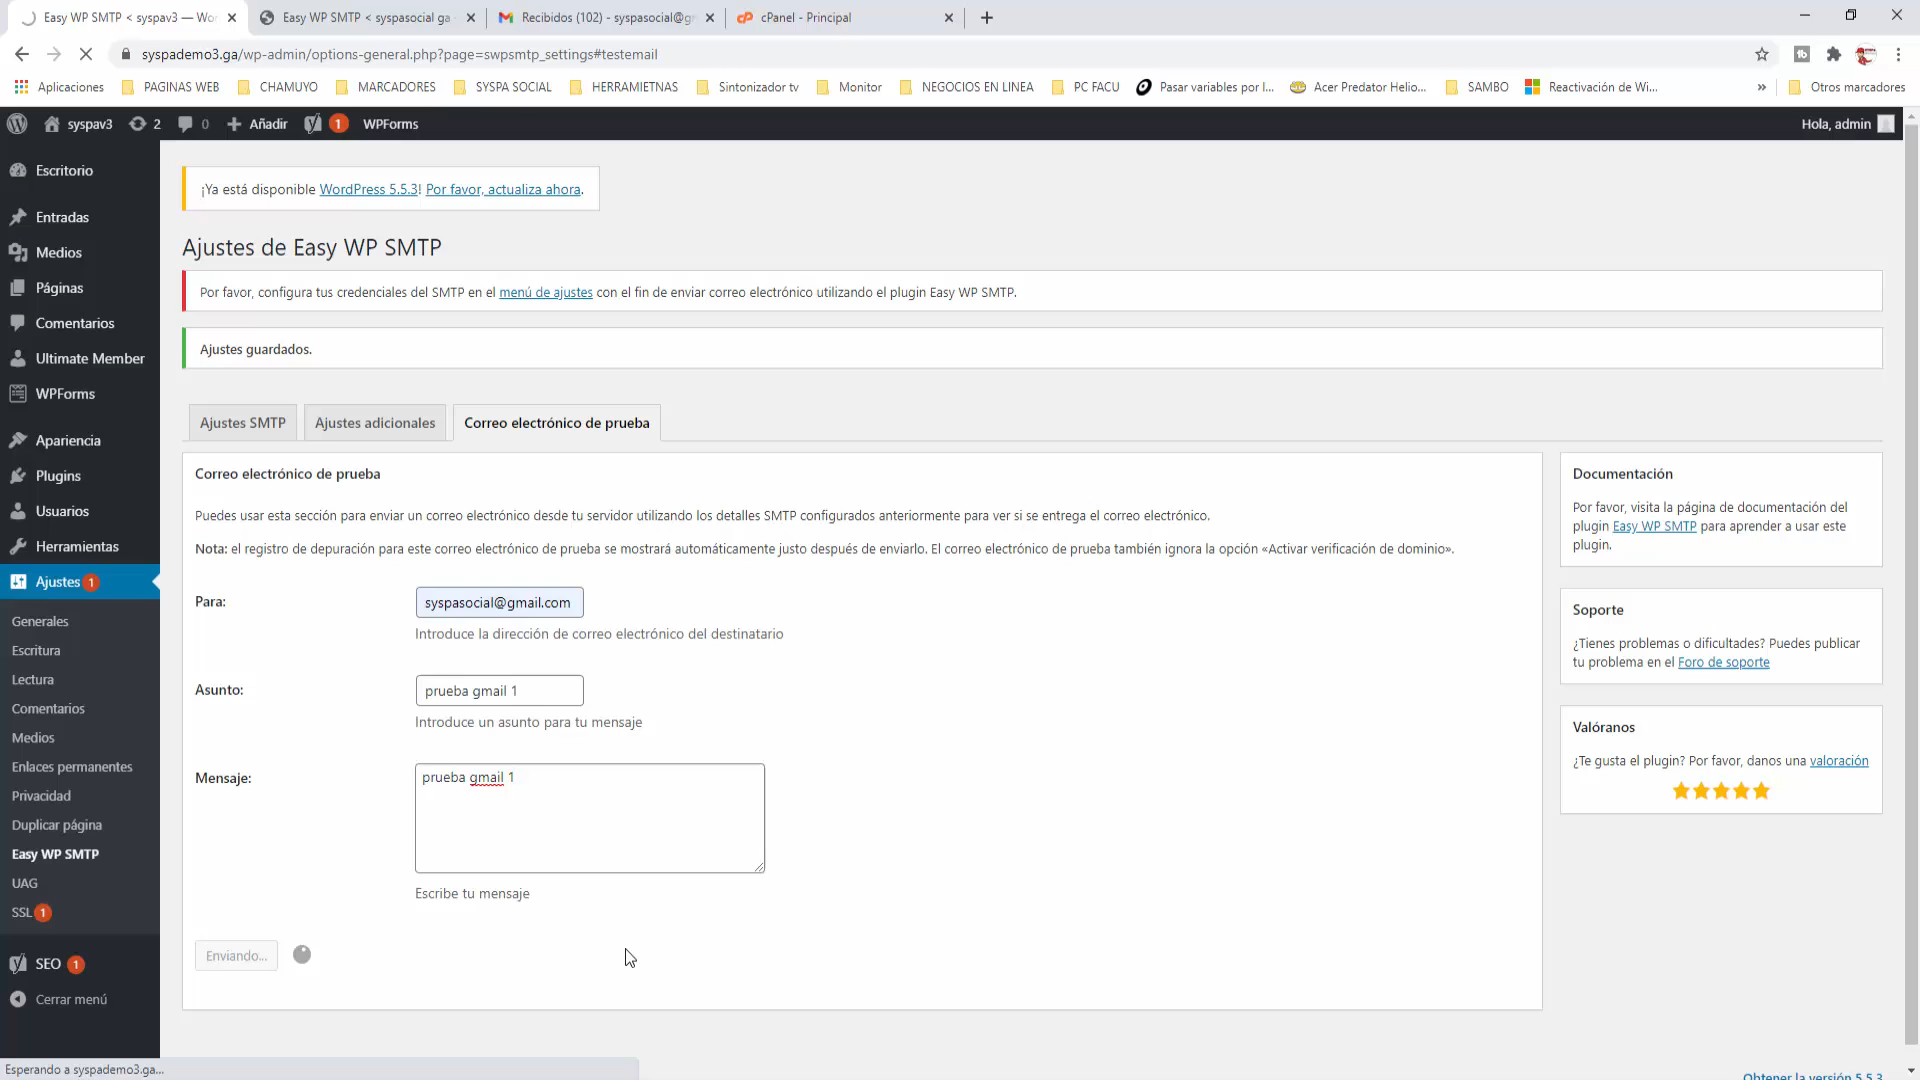 Easy WP SMTP < syspav3 — Wor
Easy WP SMTP < syspasocial ga
Recibidos (102) - syspasocial@gr
cPanel - Principal
syspademo3.ga/wp-admin/options-general.php?page=swpsmtp_settings#testemail
Aplicaciones
PAGINAS WEB
CHAMUYO
MARCADORES
SYSPA SOCIAL
HERRAMIETNAS
Sintonizador tv
Monitor
NEGOCIOS EN LINEA
PC FACU
Pasar variables por l...
Acer Predator Helio...
SAMBO
Reactivación de Wi...
»
Otros marcadores
syspav3
2
0
Añadir
1
WPForms
Hola, admin
Escritorio
Entradas
Medios
Páginas
Comentarios
Ultimate Member
WPForms
Apariencia
Plugins
Usuarios
Herramientas
Ajustes 1
Generales
Escritura
Lectura
Comentarios
Medios
Enlaces permanentes
Privacidad
Duplicar página
Easy WP SMTP
UAG
SSL 1
SEO 1
Cerrar menú
¡Ya está disponible WordPress 5.5.3! Por favor, actualiza ahora.
Ajustes de Easy WP SMTP
Por favor, configura tus credenciales del SMTP en el menú de ajustes con el fin de enviar correo electrónico utilizando el plugin Easy WP SMTP.
Ajustes guardados.
Ajustes SMTP
Ajustes adicionales
Correo electrónico de prueba
Correo electrónico de prueba
Puedes usar esta sección para enviar un correo electrónico desde tu servidor utilizando los detalles SMTP configurados anteriormente para ver si se entrega el correo electrónico.
Nota: el registro de depuración para este correo electrónico de prueba se mostrará automáticamente justo después de enviarlo. El correo electrónico de prueba también ignora la opción «Activar verificación de dominio».
Para:
syspasocial@gmail.com
Introduce la dirección de correo electrónico del destinatario
Asunto:
prueba gmail 1
Introduce un asunto para tu mensaje
Mensaje:
prueba gmail 1
Escribe tu mensaje
Enviando...
Documentación
Por favor, visita la página de documentación del
plugin Easy WP SMTP para aprender a usar este
plugin.
Soporte
¿Tienes problemas o dificultades? Puedes publicar
tu problema en el Foro de soporte
Valóranos
¿Te gusta el plugin? Por favor, danos una valoración
Esperando a syspademo3.ga...
Obtener la versión 5.5.3